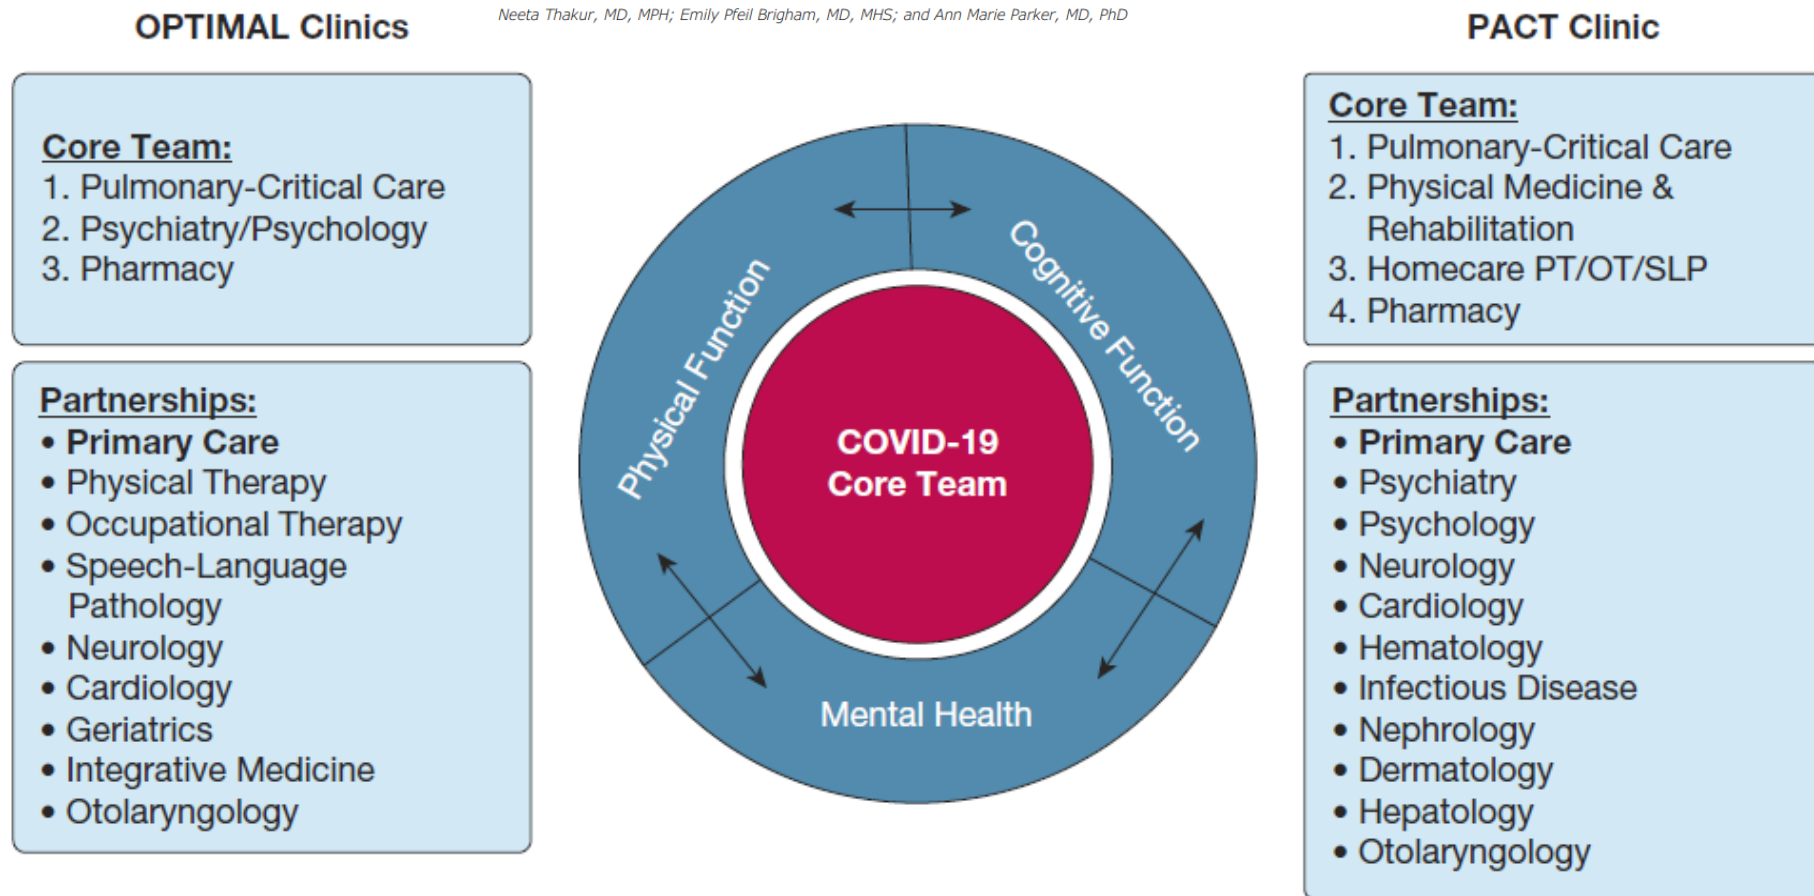 Neeta Thakur, MD, MPH; Emily Pfeil Brigham, MD, MHS; and Ann Marie Parker, MD, PhD
OPTIMAL Clinics
Core Team:
1. Pulmonary-Critical Care
2. Psychiatry/Psychology
3. Pharmacy
Partnerships:
• Primary Care
• Physical Therapy
• Occupational Therapy
• Speech-Language
Pathology
• Neurology
• Cardiology
• Geriatrics
• Integrative Medicine
• Otolaryngology
Physical Function
Cognitive Function
Mental Health
COVID-19
Core Team
PACT Clinic
Core Team:
1. Pulmonary-Critical Care
2. Physical Medicine &
Rehabilitation
3. Homecare PT/OT/SLP
4. Pharmacy
Partnerships:
• Primary Care
• Psychiatry
• Psychology
• Neurology
• Cardiology
• Hematology
• Infectious Disease
• Nephrology
• Dermatology
• Hepatology
• Otolaryngology